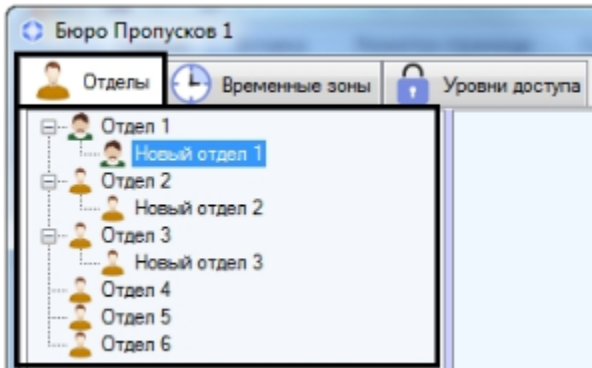 Бюро Пропусков 1
Отделы Временные зоны Уровни доступа
Отдел 1
Новый отдел 1
Отдел 2
Новый отдел 2
Отдел 3
Новый отдел 3
Отдел 4
Отдел 5
Отдел 6